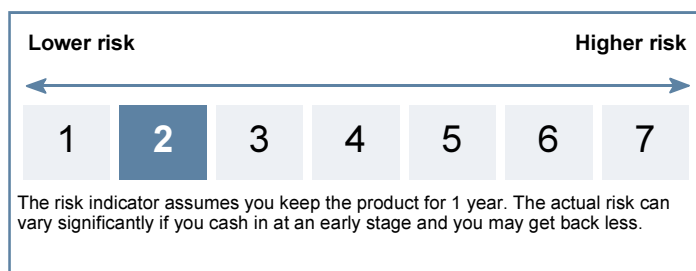 Lower risk Higher risk
1 2 3 4 5 6 7
The risk indicator assumes you keep the product for 1 year. The actual risk can
vary significantly if you cash in at an early stage and you may get back less.